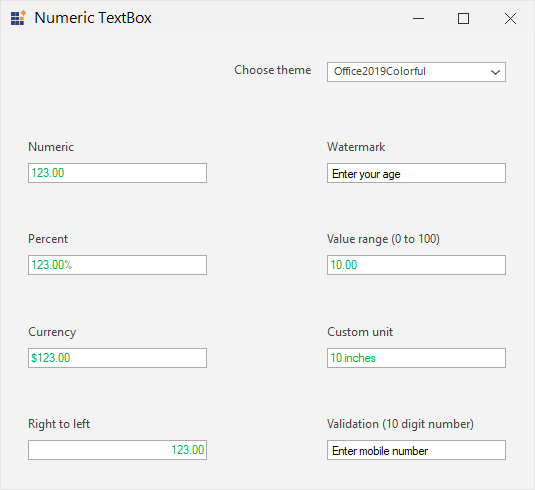 Numeric TextBox
Choose theme
Office2019Colorful
Numeric
Watermark
123.00
Enter your age
Percent
Value range (0 to 100)
123.00%
10.00
Currency
Custom unit
$123.00
10 inches
Right to left
Validation (10 digit number)
123.00
Enter mobile number